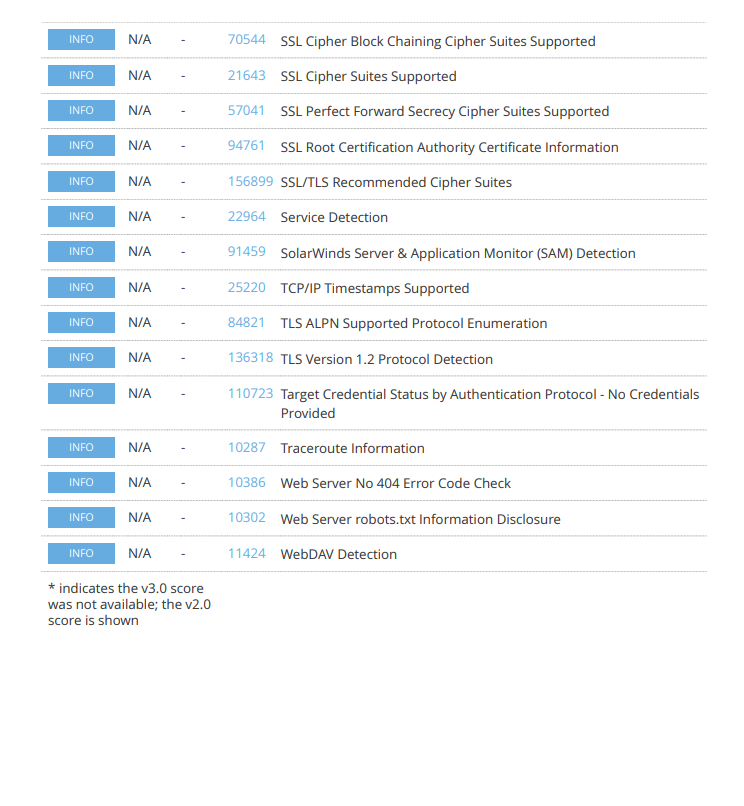 INFO N/A - 70544 SSL Cipher Block Chaining Cipher Suites Supported
INFO N/A - 21643 SSL Cipher Suites Supported
INFO N/A - 57041 SSL Perfect Forward Secrecy Cipher Suites Supported
INFO N/A - 94761 SSL Root Certification Authority Certificate Information
INFO N/A - 156899 SSL/TLS Recommended Cipher Suites
INFO N/A - 22964 Service Detection
INFO N/A - 91459 SolarWinds Server & Application Monitor (SAM) Detection
INFO N/A - 25220 TCP/IP Timestamps Supported
INFO N/A - 84821 TLS ALPN Supported Protocol Enumeration
INFO N/A - 136318 TLS Version 1.2 Protocol Detection
INFO N/A - 110723 Target Credential Status by Authentication Protocol - No Credentials
Provided
INFO N/A - 10287 Traceroute Information
INFO N/A - 10386 Web Server No 404 Error Code Check
INFO N/A - 10302 Web Server robots.txt Information Disclosure
INFO N/A - 11424 WebDAV Detection
* indicates the v3.0 score
was not available; the v2.0
score is shown